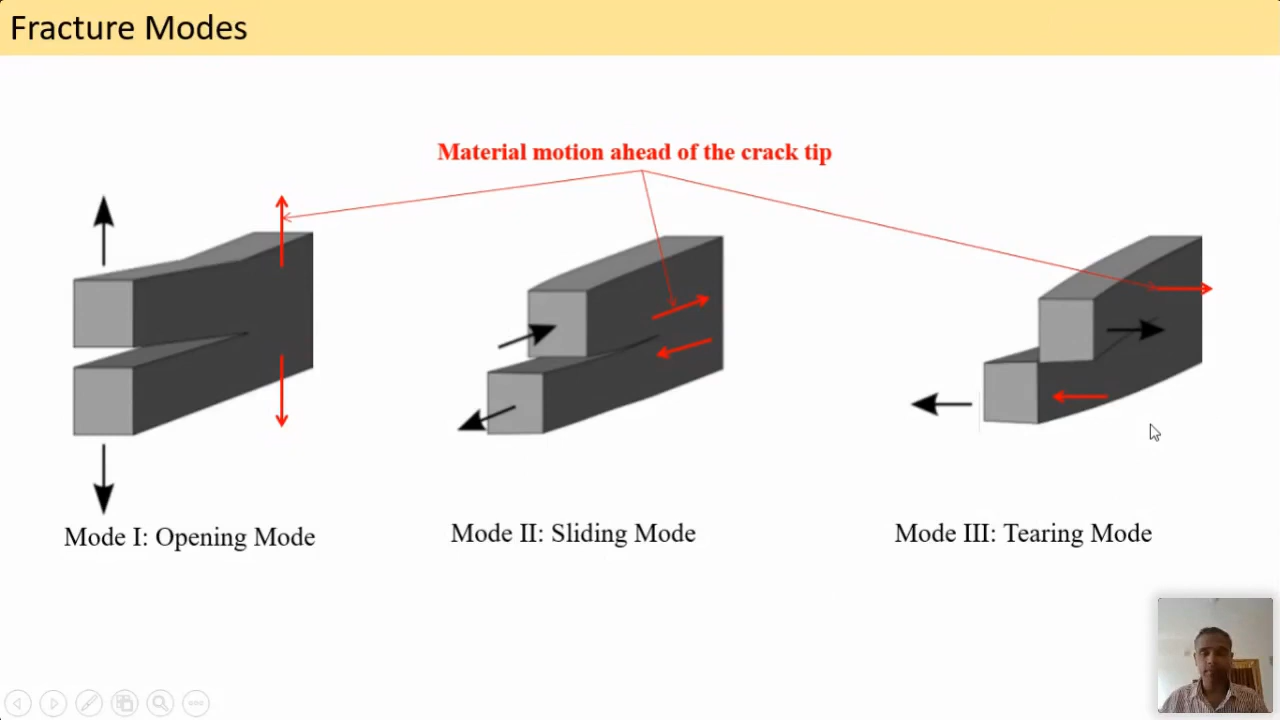 Fracture Modes
Material motion ahead of the crack tip
Mode I: Opening Mode
Mode II: Sliding Mode
Mode III: Tearing Mode